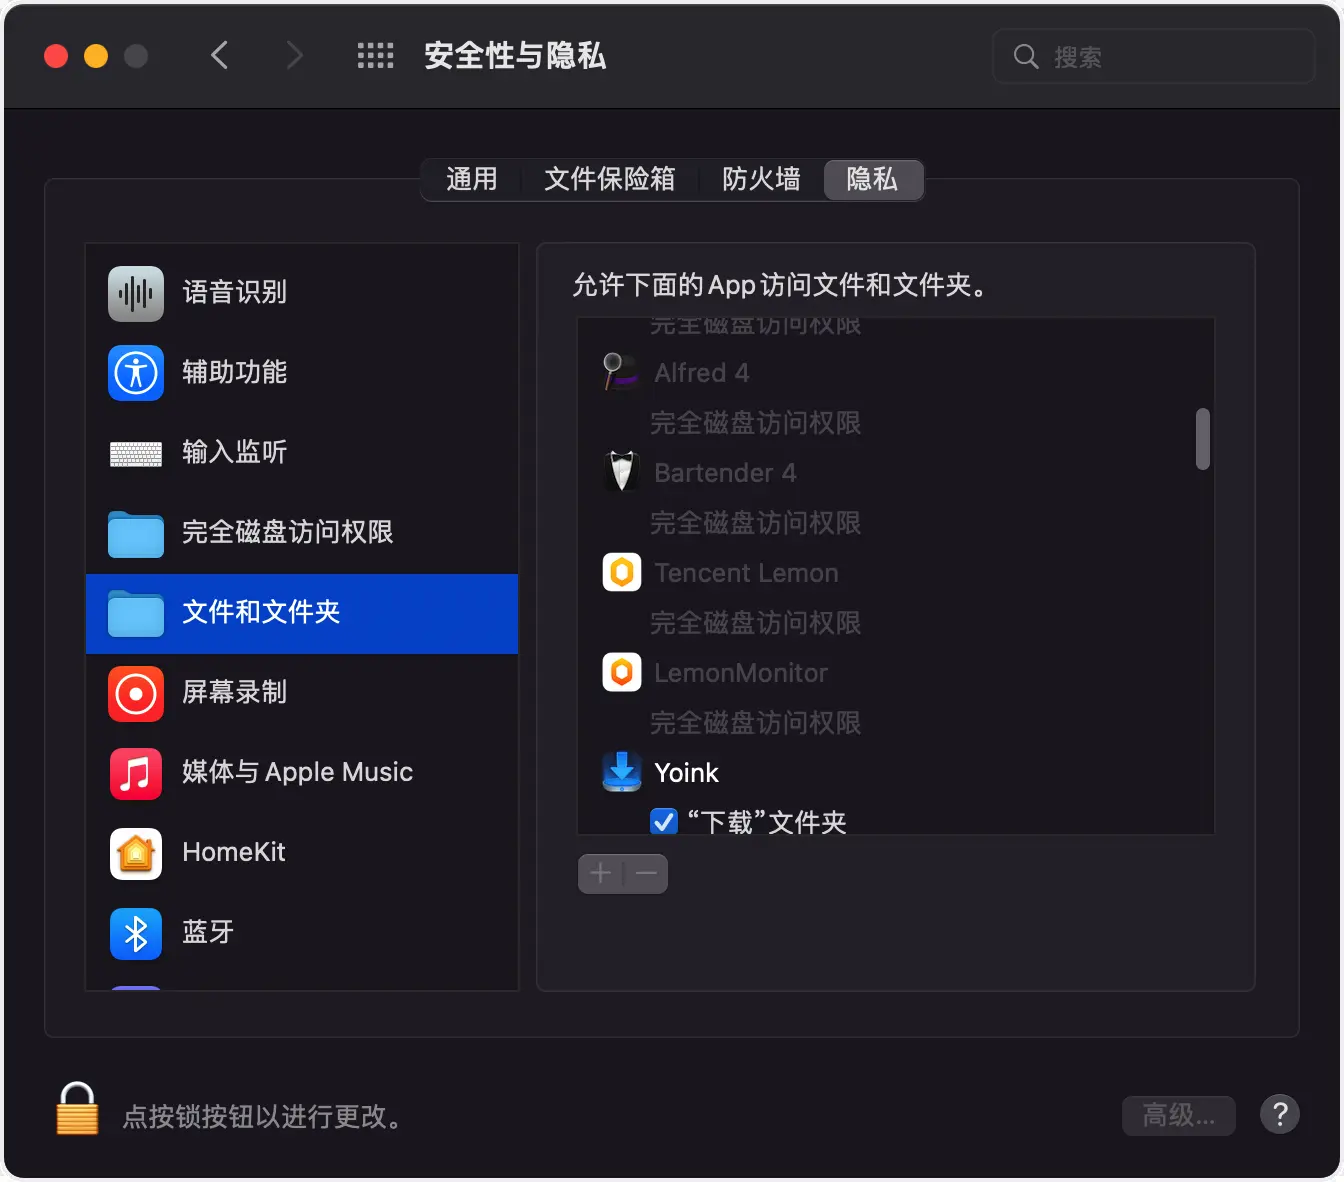 安全性与隐私
搜索
通用
文件保险箱
防火墙
隐私
语音识别
辅助功能
输入监听
完全磁盘访问权限
文件和文件夹
屏幕录制
媒体与 Apple Music
HomeKit
蓝牙
允许下面的 App 访问文件和文件夹。
完全磁盘访问权限
Alfred 4
完全磁盘访问权限
Bartender 4
完全磁盘访问权限
Tencent Lemon
完全磁盘访问权限
LemonMonitor
完全磁盘访问权限
Yoink
“下载”文件夹
点按锁按钮以进行更改。
高级...
?